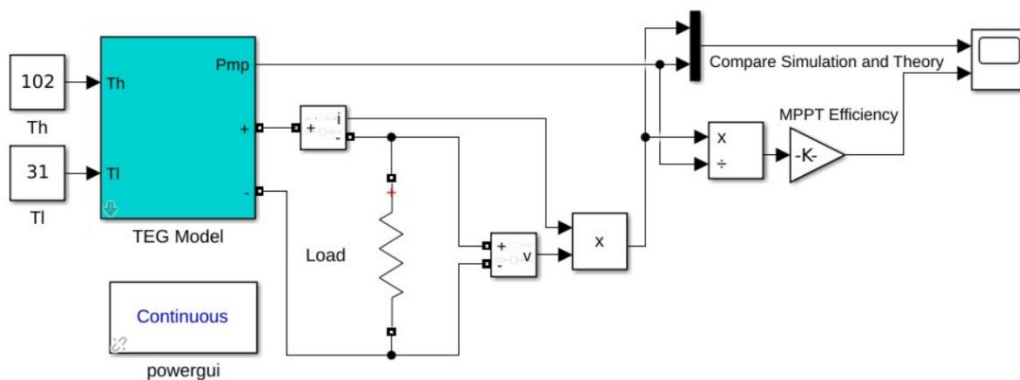 102
Th
31
Tl
Th
Tl
Pmp
+
-
TEG Model
Continuous
powergui
i
+
-
+
Load
+
-
v
x
Compare Simulation and Theory
MPPT Efficiency
x
÷
-K-